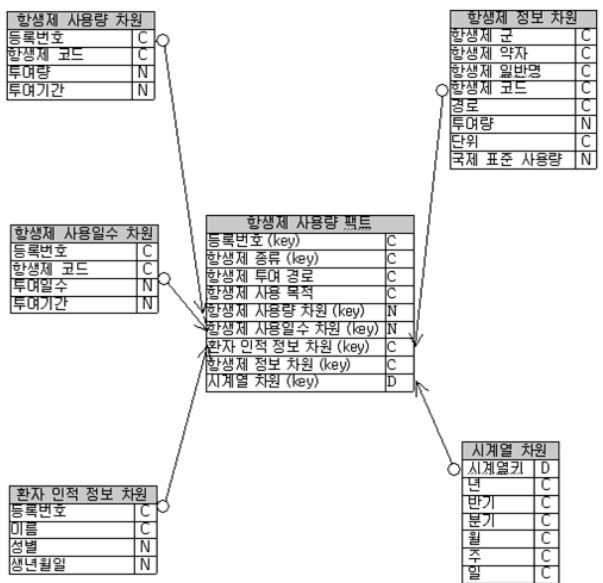 항생제 사용량 차원
등록번호 C
항생제 코드 C
투여량 N
투여기간 N
항생제 정보 차원
항생제 군 C
항생제 약자 C
항생제 일반명 C
항생제 코드 C
경로 C
투여량 N
단위 C
국제 표준 사용량 N
항생제 사용일수 차원
등록번호 C
항생제 코드 C
투여일수 N
투여기간 N
항생제 사용량 팩트
등록번호 (key) C
항생제 종류 (key) C
항생제 투여 경로 C
항생제 사용 목적 C
항생제 사용량 차원 (key) N
항생제 사용일수 차원 (key) N
환자 인적 정보 차원 (key) C
항생제 정보 차원 (key) C
시계열 차원 (key) D
환자 인적 정보 차원
등록번호 C
이름 C
성별 N
생년월일 N
시계열 차원
시계열키 D
년 C
반기 C
분기 C
월 C
주 C
일 C